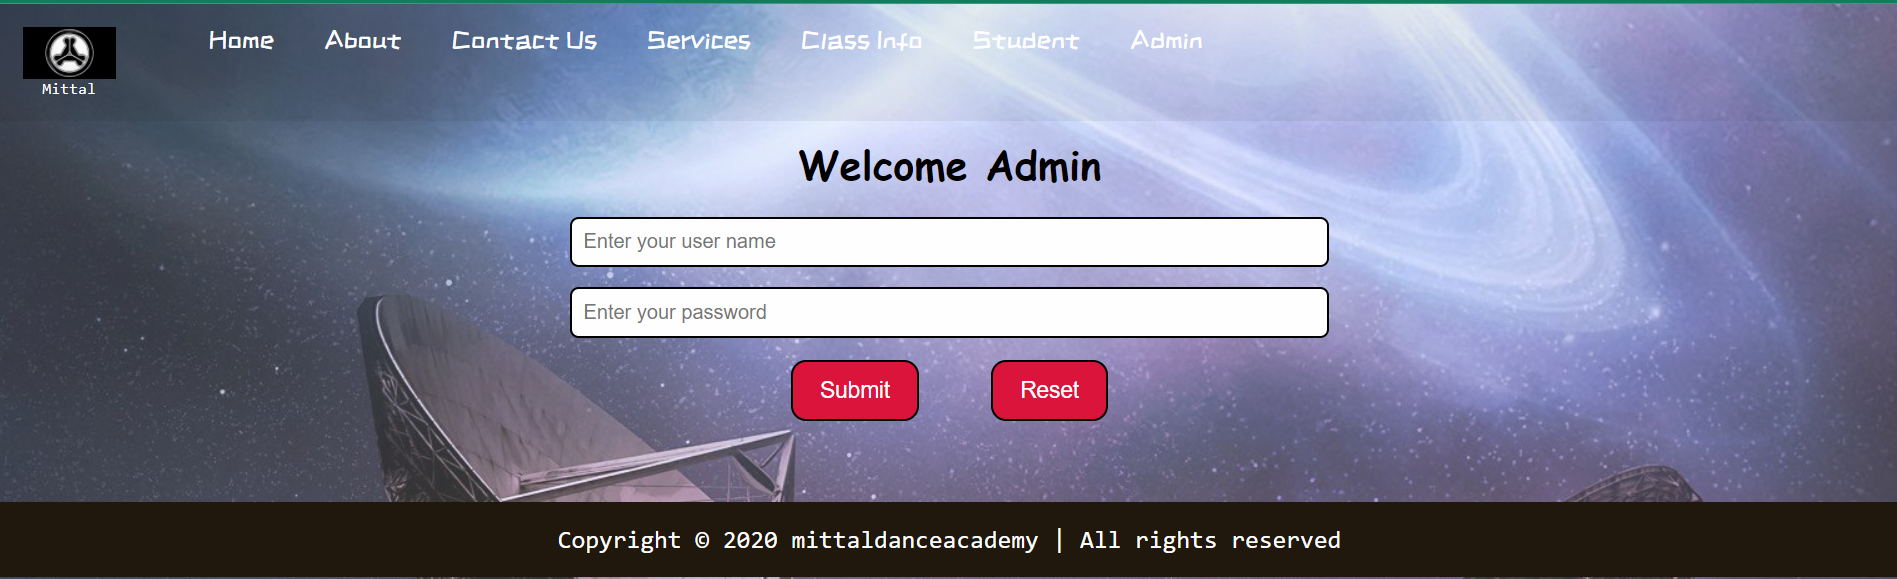 Home About Contact Us Services Class Info Student Admin
Mittal
Welcome Admin
Enter your user name
Enter your password
Submit Reset
Copyright © 2020 mittaldanceacademy | All rights reserved